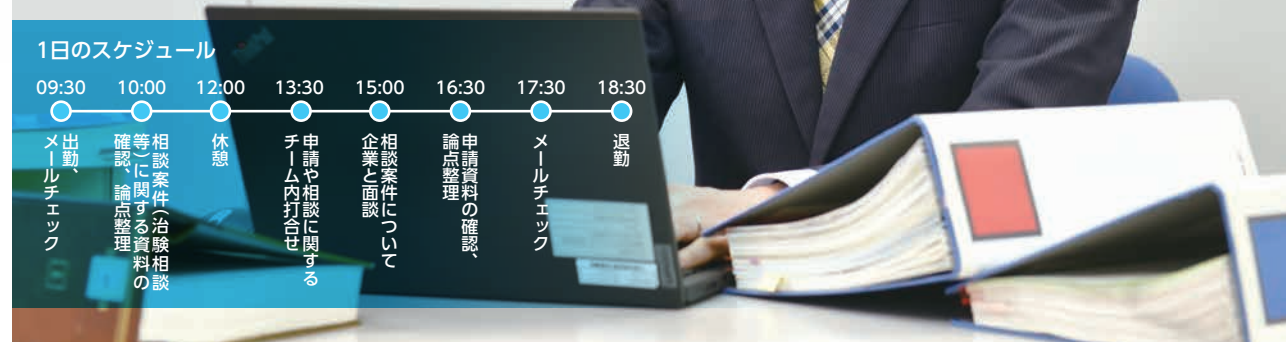 1日のスケジュール
09:30
出勤、
メールチェック
10:00
相談案件（治験相談
等）に関する資料の
確認、論点整理
12:00
休憩
13:30
申請や相談に関する
チーム内打合せ
15:00
相談案件について
企業と面談
16:30
申請資料の確認、
論点整理
17:30
メールチェック
18:30
退勤